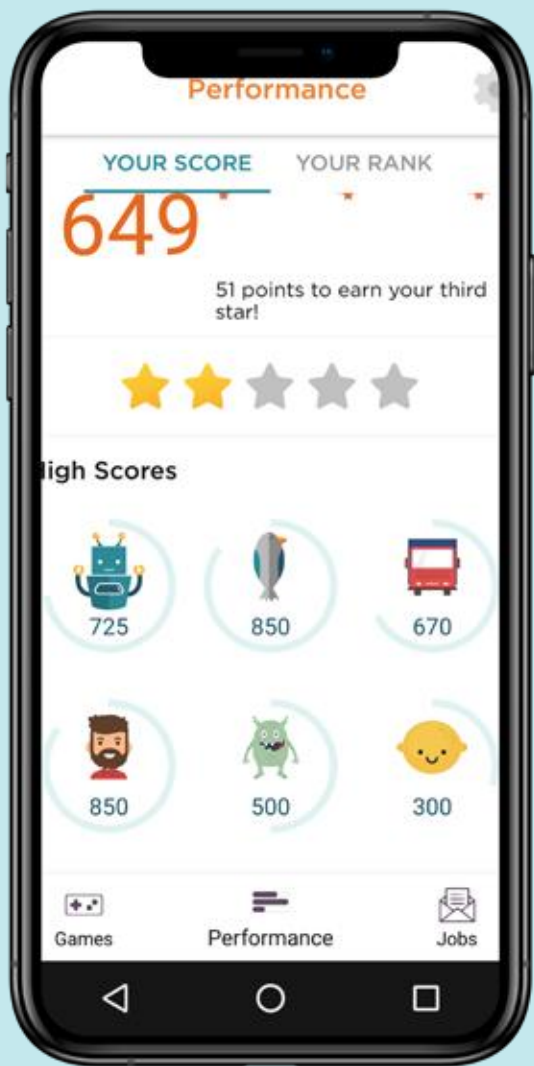 Performance
YOUR SCORE YOUR RANK
649
51 points to earn your third
star!
High Scores
725 850 670
850 500 300
Games Performance Jobs